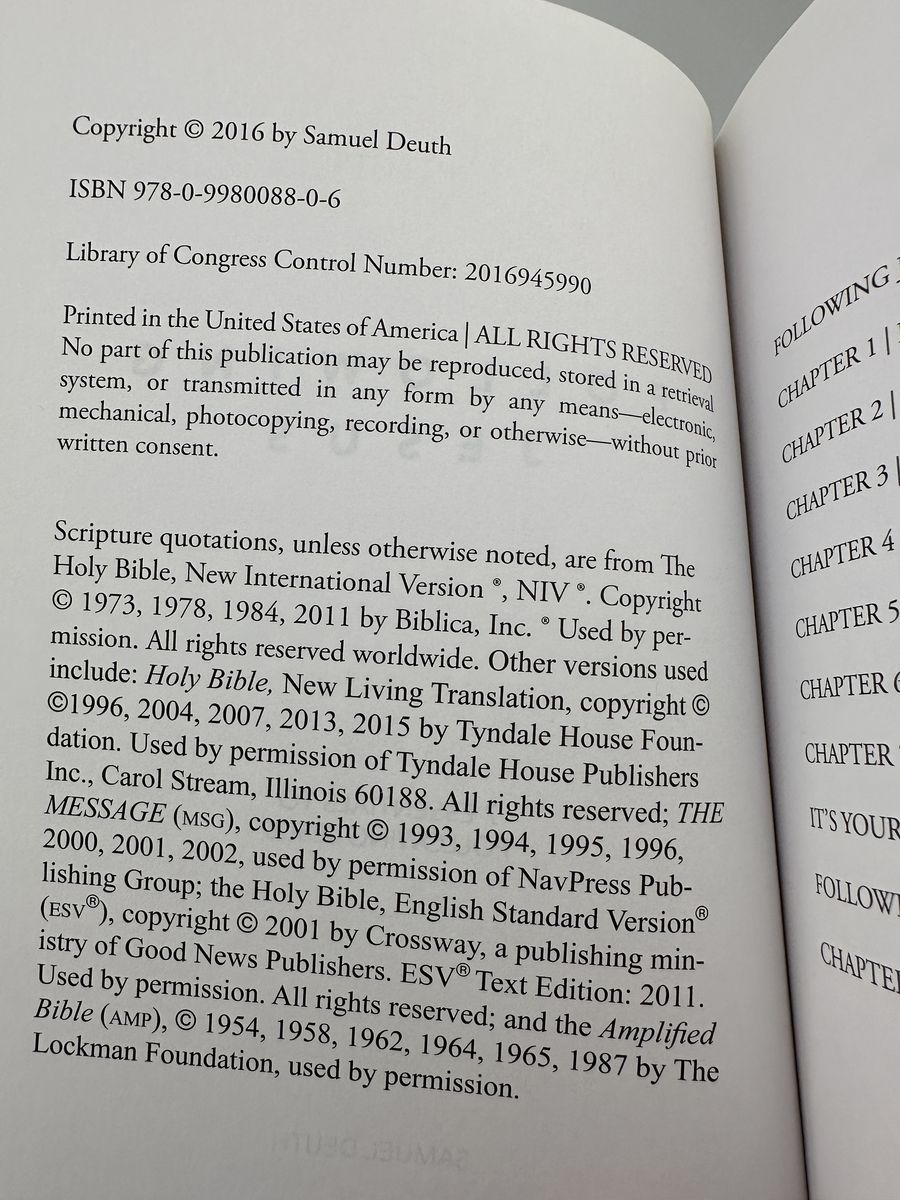 Copyright © 2016 by Samuel Deuth
ISBN 978-0-9980088-0-6
Library of Congress Control Number: 2016945990
Printed in the United States of America | ALL RIGHTS RESERVED
No part of this publication may be reproduced, stored in a retrieval
system, or transmitted in any form by any means—electronic,
mechanical, photocopying, recording, or otherwise—without prior
written consent.
Scripture quotations, unless otherwise noted, are from The
Holy Bible, New International Version ®, NIV ®. Copyright
© 1973, 1978, 1984, 2011 by Biblica, Inc. ® Used by per-
mission. All rights reserved worldwide. Other versions used
include: Holy Bible, New Living Translation, copyright ©
©1996, 2004, 2007, 2013, 2015 by Tyndale House Foun-
dation. Used by permission of Tyndale House Publishers
Inc., Carol Stream, Illinois 60188. All rights reserved; THE
MESSAGE (MSG), copyright © 1993, 1994, 1995, 1996,
2000, 2001, 2002, used by permission of NavPress Pub-
lishing Group; the Holy Bible, English Standard Version®
(ESV®), copyright © 2001 by Crossway, a publishing min-
istry of Good News Publishers. ESV® Text Edition: 2011.
Used by permission. All rights reserved; and the Amplified
Bible (AMP), © 1954, 1958, 1962, 1964, 1965, 1987 by The
Lockman Foundation, used by permission.
FOLLOWING
CHAPTER 1 |
CHAPTER 2 |
CHAPTER 3 |
CHAPTER 4
CHAPTER 5
CHAPTER 6
CHAPTER
IT'S YOUR